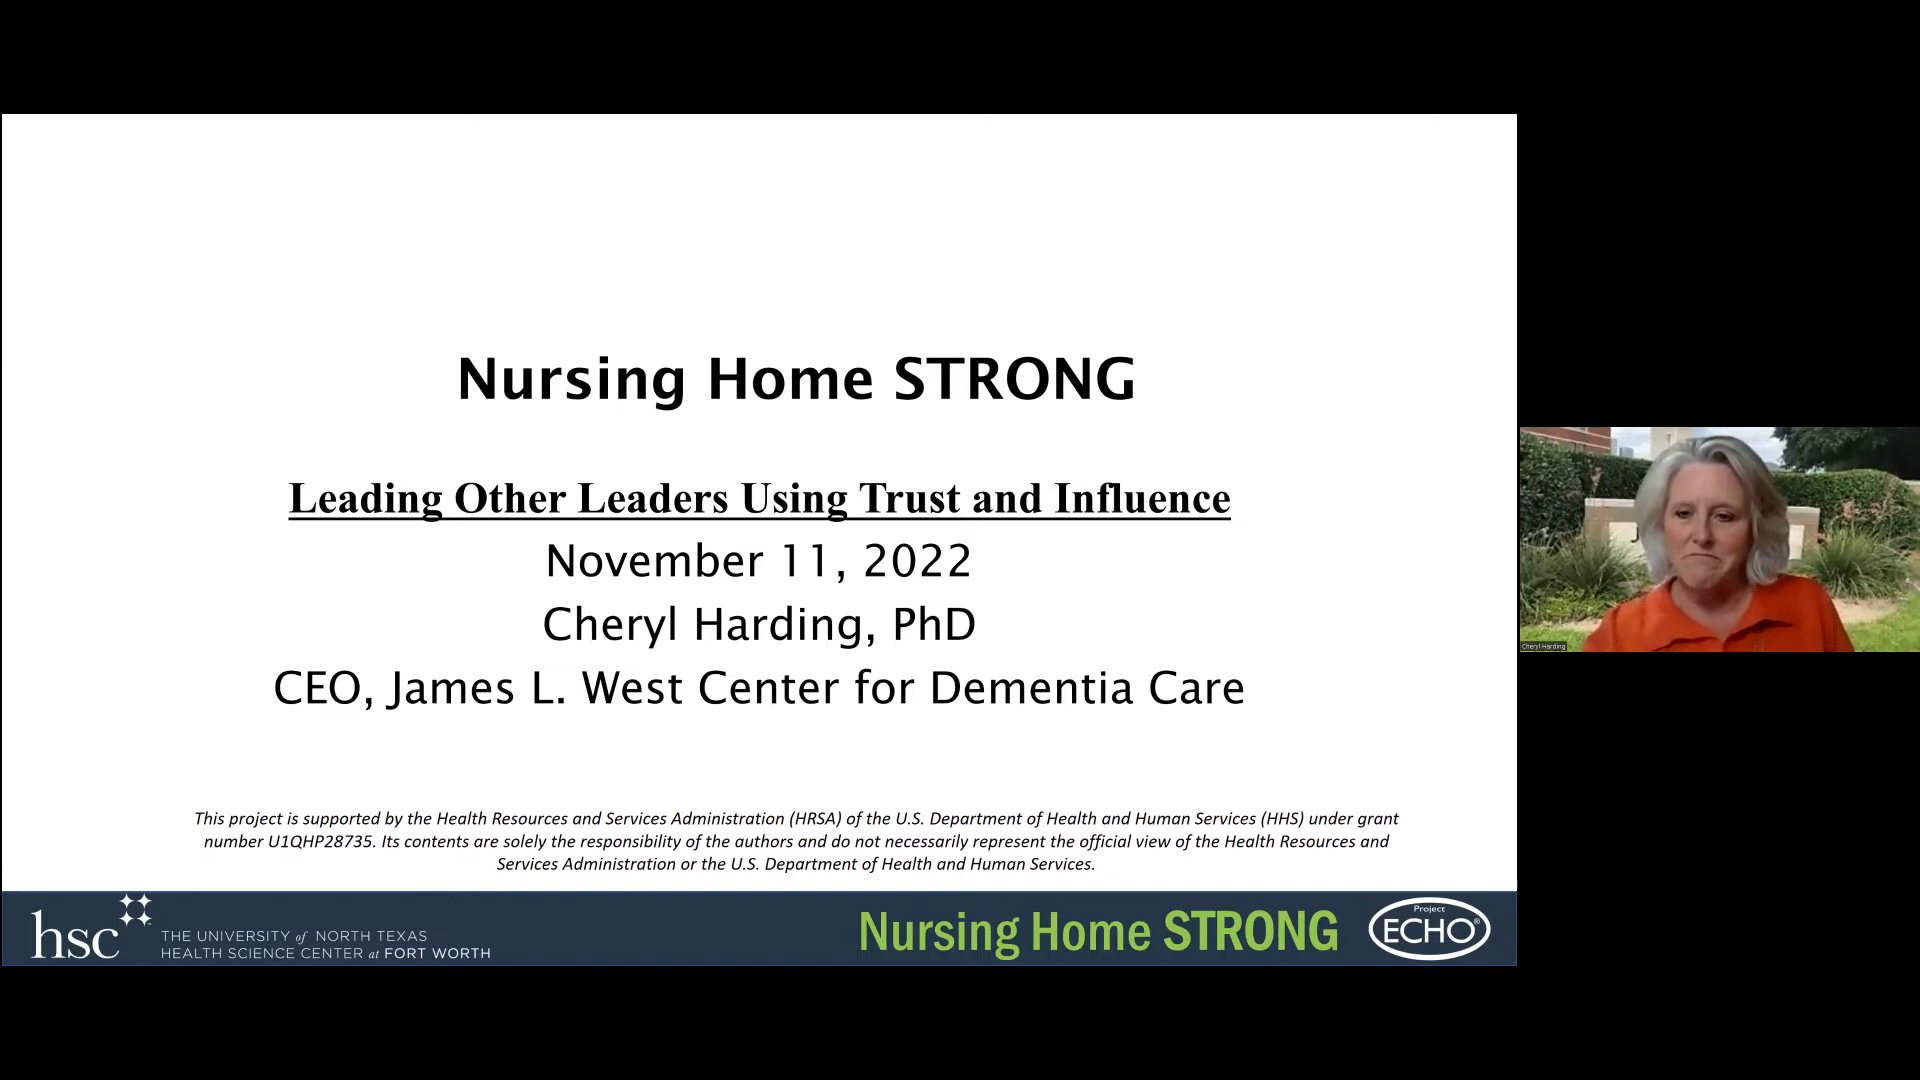 Nursing Home STRONG
Leading Other Leaders Using Trust and Influence
November 11, 2022
Cheryl Harding, PhD
CEO, James L. West Center for Dementia Care
This project is supported by the Health Resources and Services Administration (HRSA) of the U.S. Department of Health and Human Services (HHS) under grant
number U1QHP28735. Its contents are solely the responsibility of the authors and do not necessarily represent the official view of the Health Resources and
Services Administration or the U.S. Department of Health and Human Services.
hsc
THE UNIVERSITY of NORTH TEXAS
HEALTH SCIENCE CENTER at FORT WORTH
Nursing Home STRONG
Project
ECHO®
Cheryl Harding